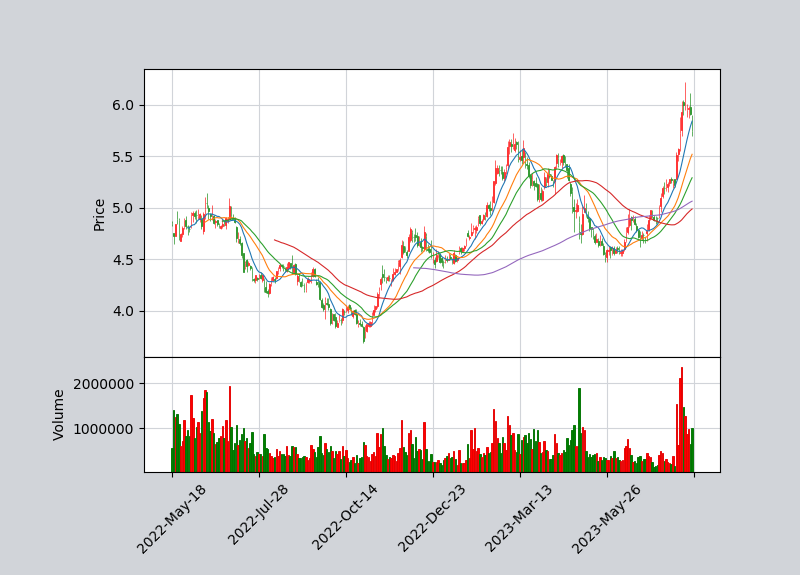 Price
6.0
5.5
5.0
4.5
4.0
Volume
2000000
1000000
2022-May-18
2022-Jul-28
2022-Oct-14
2022-Dec-23
2023-Mar-13
2023-May-26